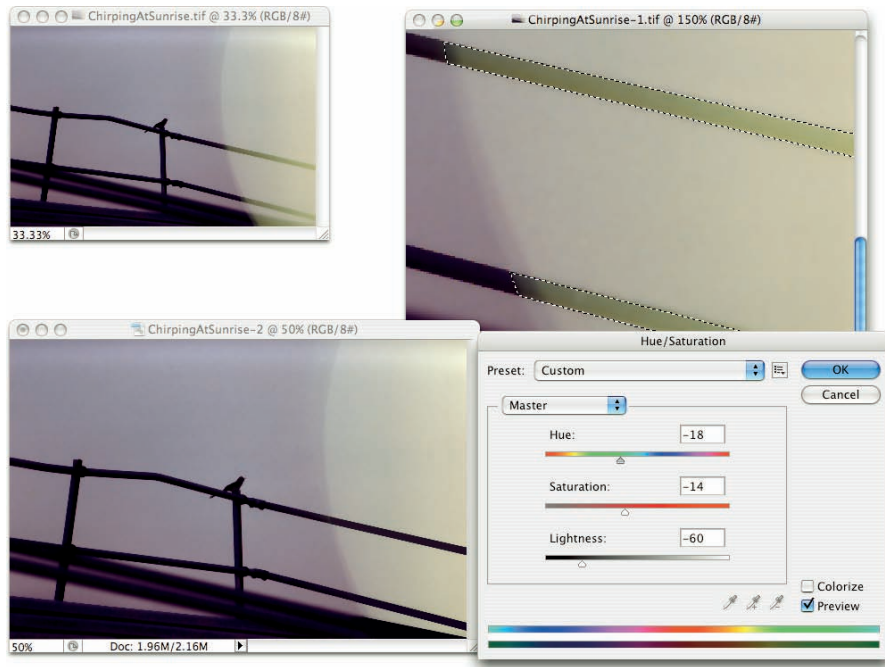 ChirpingAtSunrise.tif @ 33.3% (RGB/8#)
33.33%
ChirpingAtSunrise-1.tif @ 150% (RGB/8#)
ChirpingAtSunrise-2 @ 50% (RGB/8#)
50%
Doc: 1.96M/2.16M
Hue/Saturation
Preset: Custom
OK
Cancel
Master
Hue: -18
Saturation: -14
Lightness: -60
Colorize
Preview